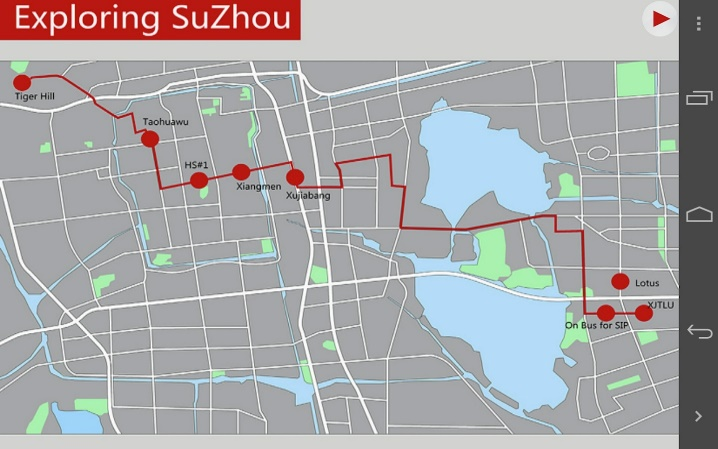 Exploring SuZhou
Tiger Hill
Taohuawu
HS#1
Xiangmen
Xujiabang
Lotus
XJTLU
On Bus for SIP